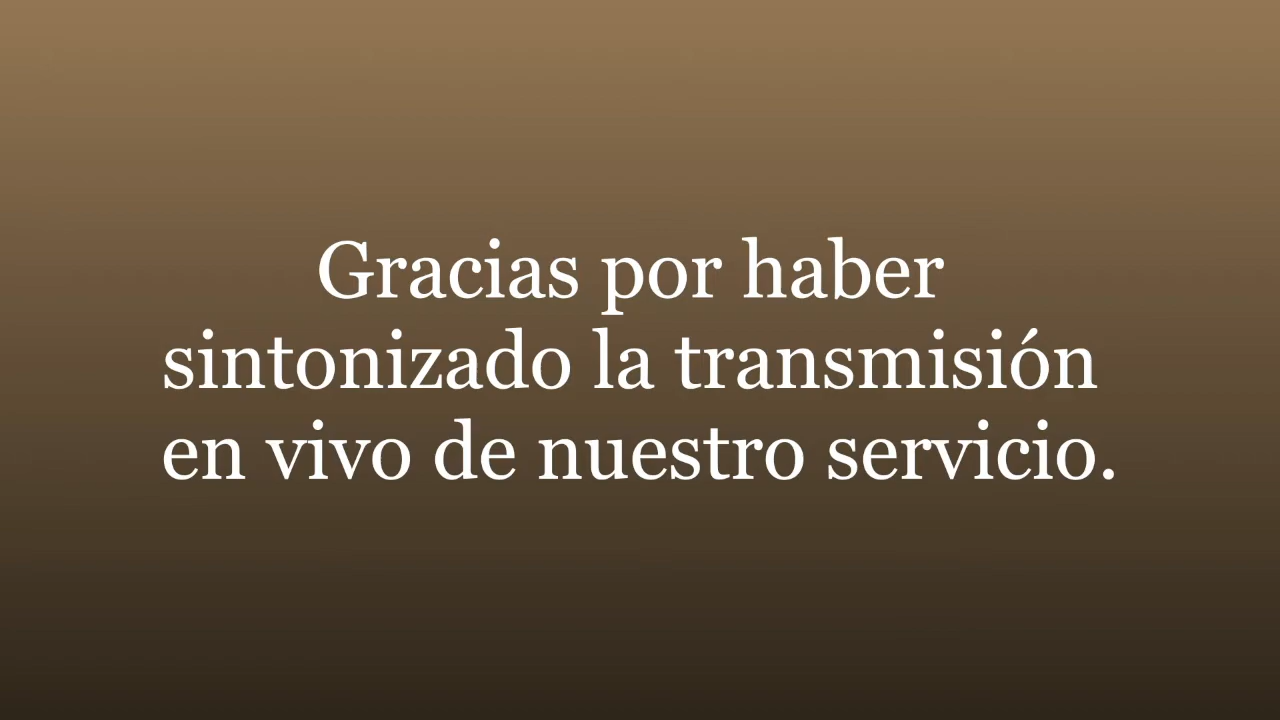 Gracias por haber
sintonizado la transmisión
en vivo de nuestro servicio.